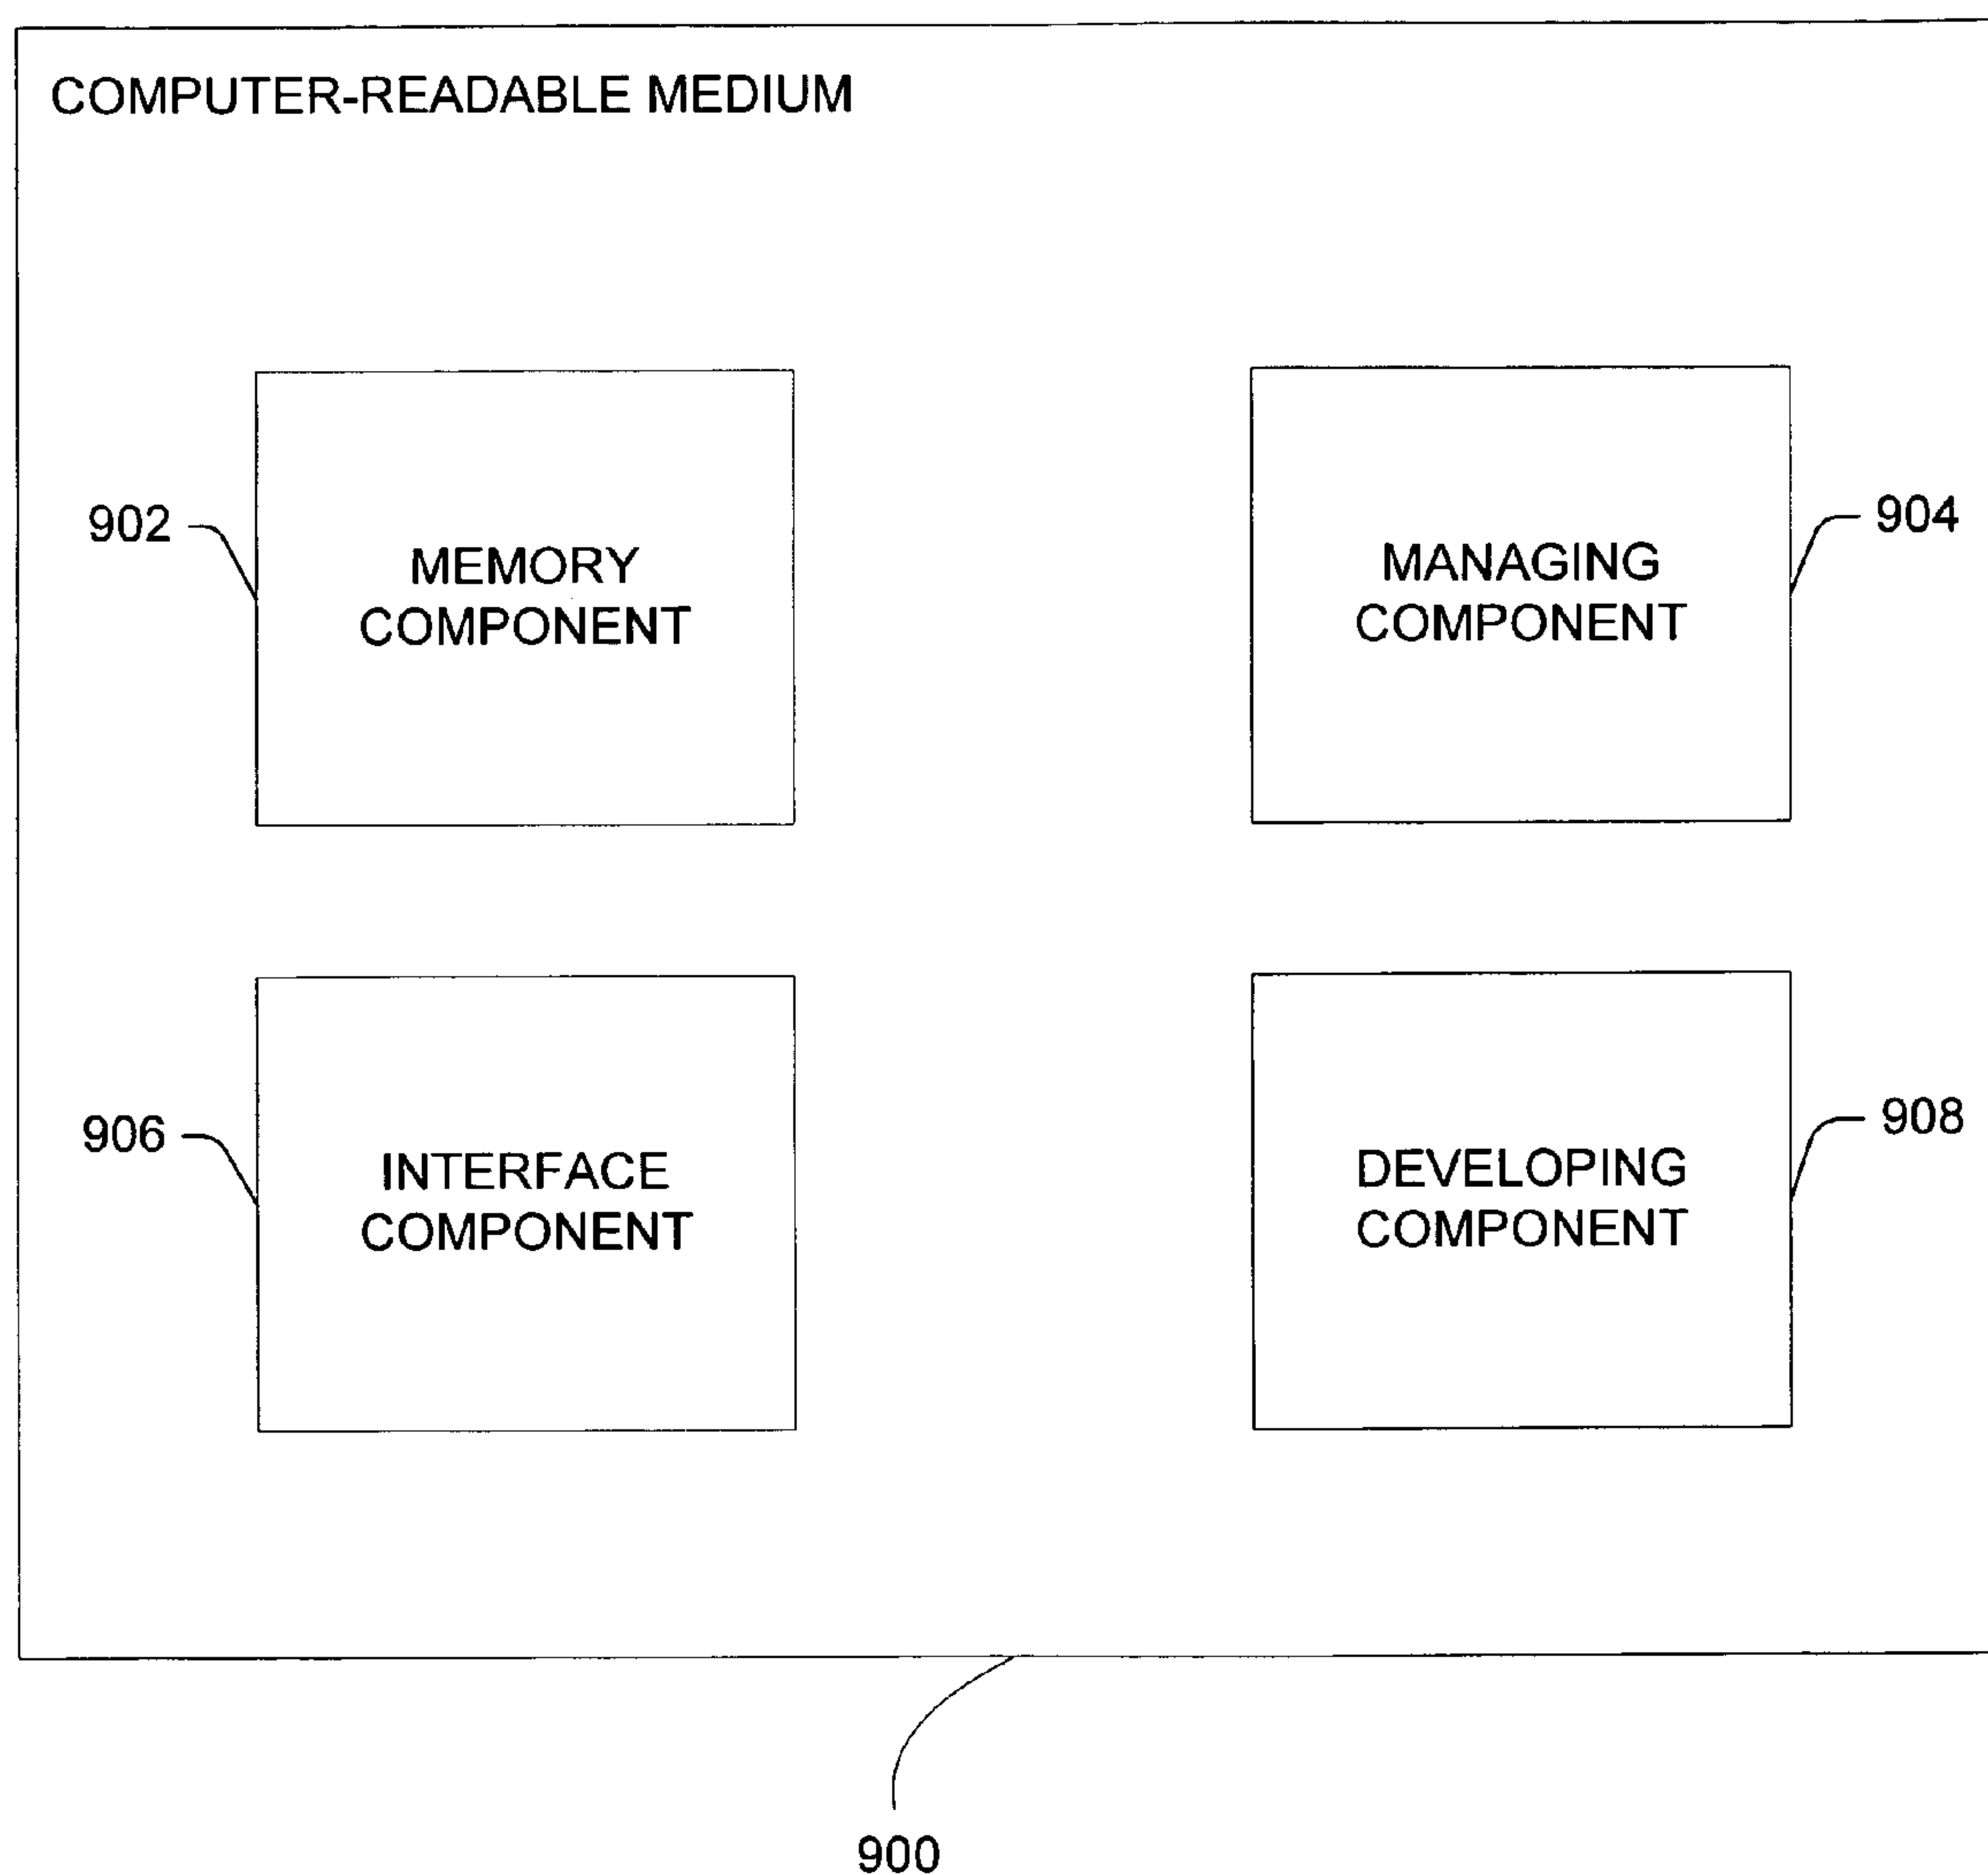 COMPUTER-READABLE MEDIUM
902
MEMORY
COMPONENT
MANAGING
COMPONENT
904
906
INTERFACE
COMPONENT
DEVELOPING
COMPONENT
908
900